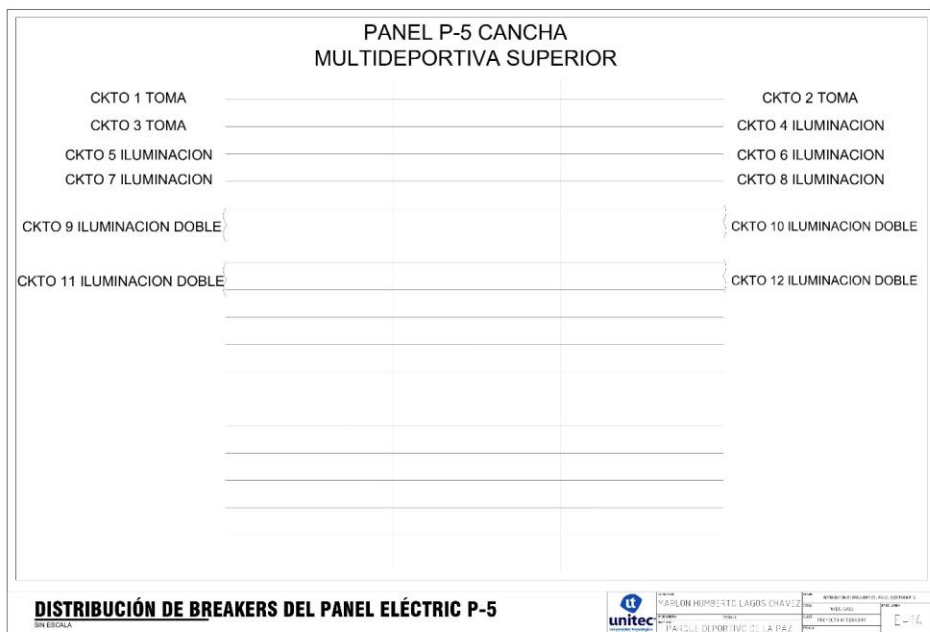 PANEL P-5 CANCHA
MULTIDEPORTIVA SUPERIOR
CKTO 1 TOMA
CKTO 2 TOMA
CKTO 3 TOMA
CKTO 4 ILUMINACION
CKTO 5 ILUMINACION
CKTO 6 ILUMINACION
CKTO 7 ILUMINACION
CKTO 8 ILUMINACION
CKTO 9 ILUMINACION DOBLE
CKTO 10 ILUMINACION DOBLE
CKTO 11 ILUMINACION DOBLE
CKTO 12 ILUMINACION DOBLE
DISTRIBUCIÓN DE BREAKERS DEL PANEL ELÉCTRIC P-5
SIN ESCALA
unitec
MARLON HUMBERTO LAGOS CHAVEZ
PARQUE DEPORTIVO DE LA PAZ
E-14